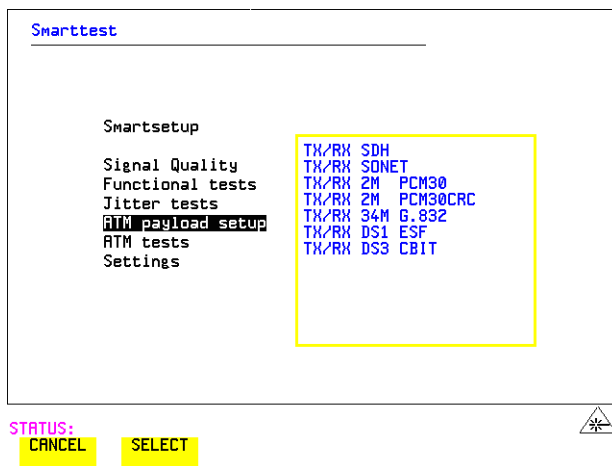 Smarttest
Smartsetup
Signal Quality
Functional tests
Jitter tests
ATM payload setup
ATM tests
Settings
TX/RX SDH
TX/RX SONET
TX/RX 2M PCM30
TX/RX 2M PCM30CRC
TX/RX 34M G.832
TX/RX DS1 ESF
TX/RX DS3 CBIT
STATUS:
CANCEL SELECT